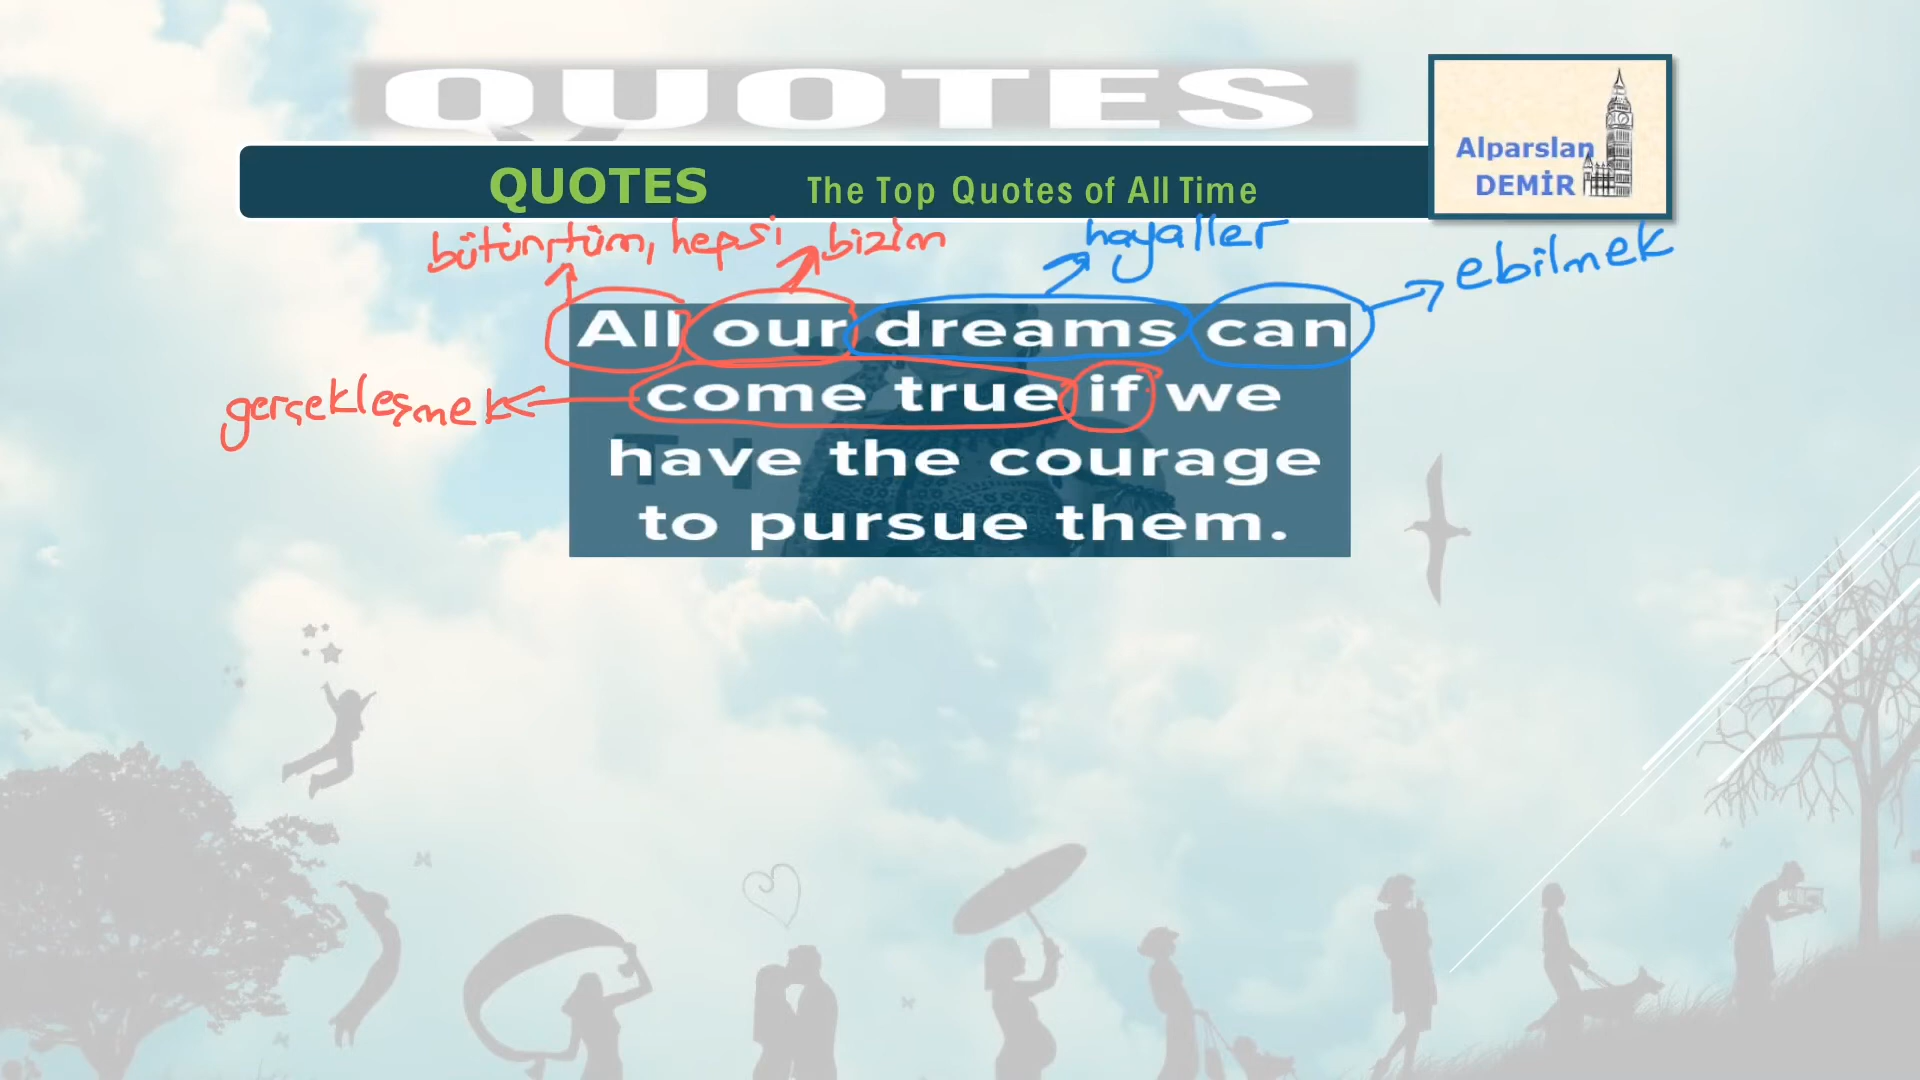 QUOTES
QUOTES The Top Quotes of All Time
Alparslan
DEMİR
bütün, tüm, hepsi
bizim
hayaller
ebilmek
All our dreams can
gerçekleşmek
come true if we
have the courage
to pursue them.